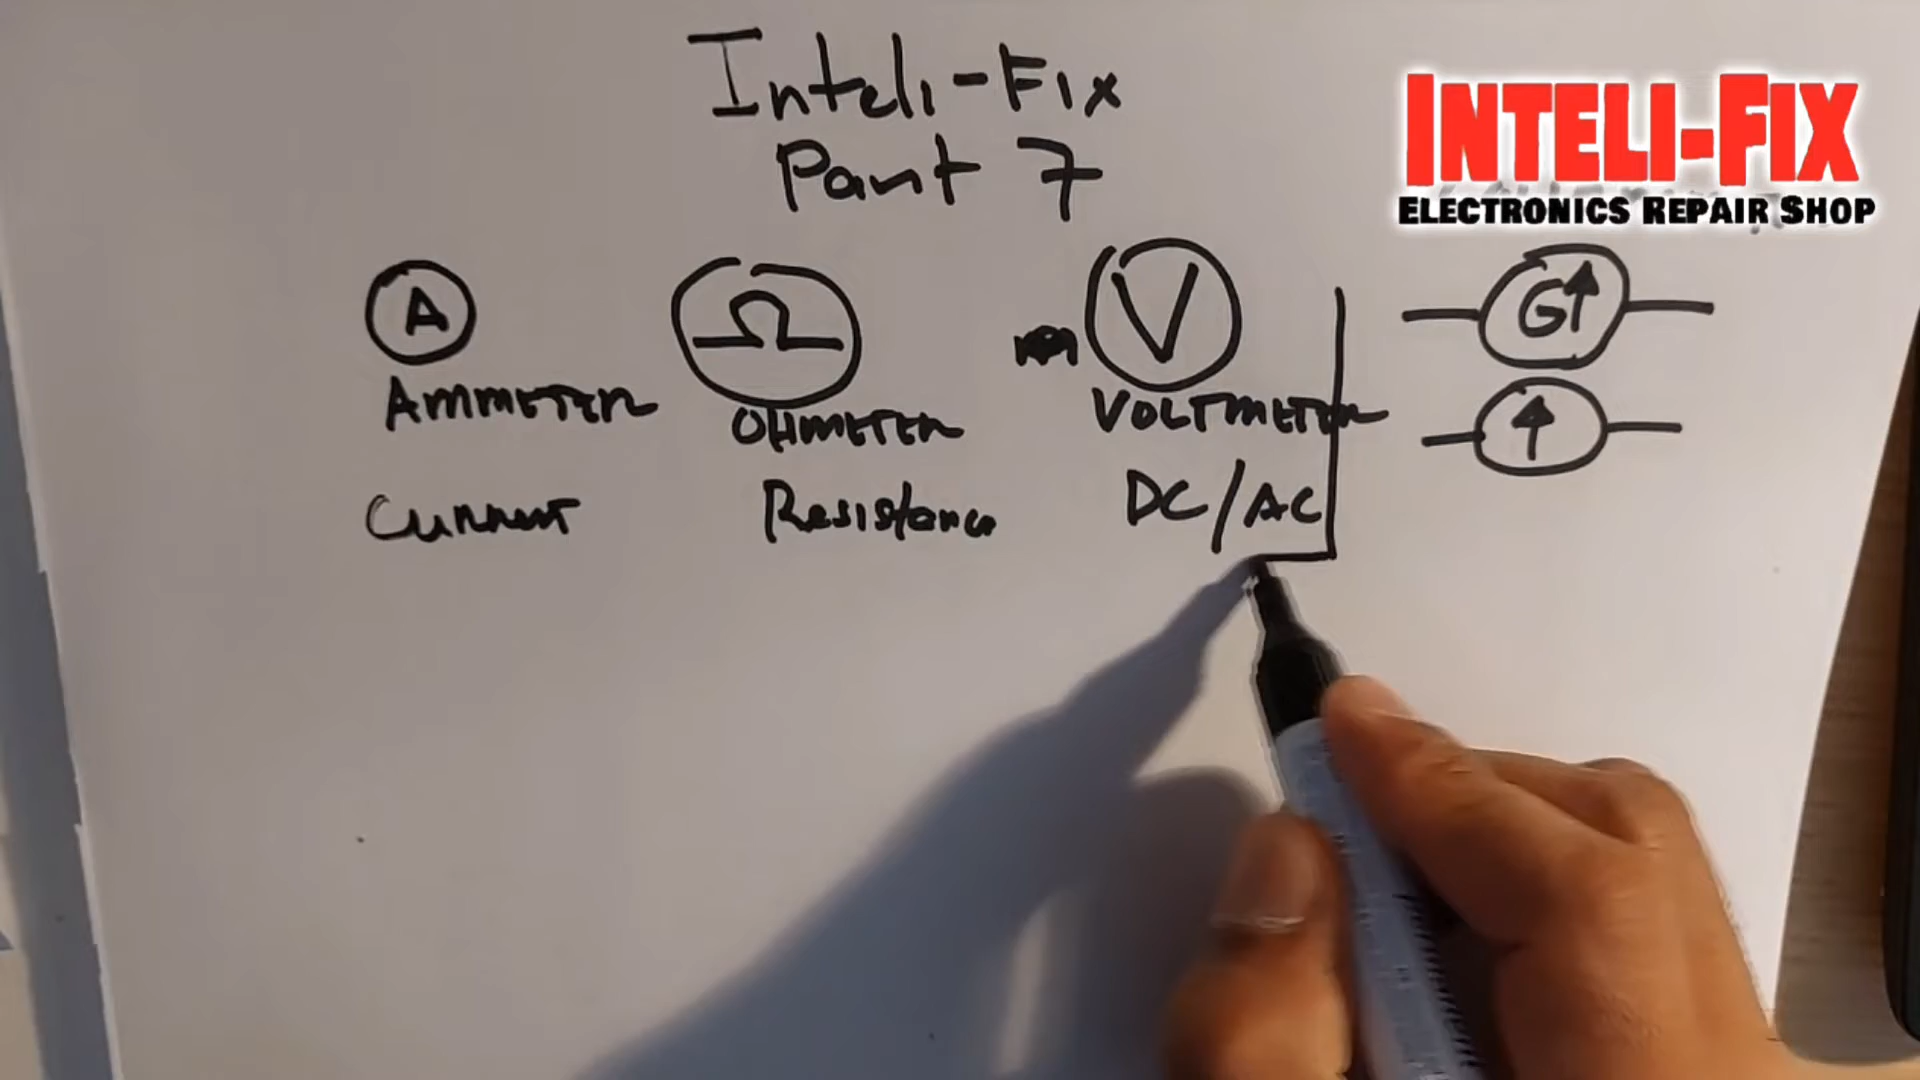 Inteli-Fix
Part 7
INTELI-FIX
ELECTRONICS REPAIR SHOP
A
Ω
V
G
AMMETER
OHMETER
VOLTMETER
Current
Resistance
DC/AC